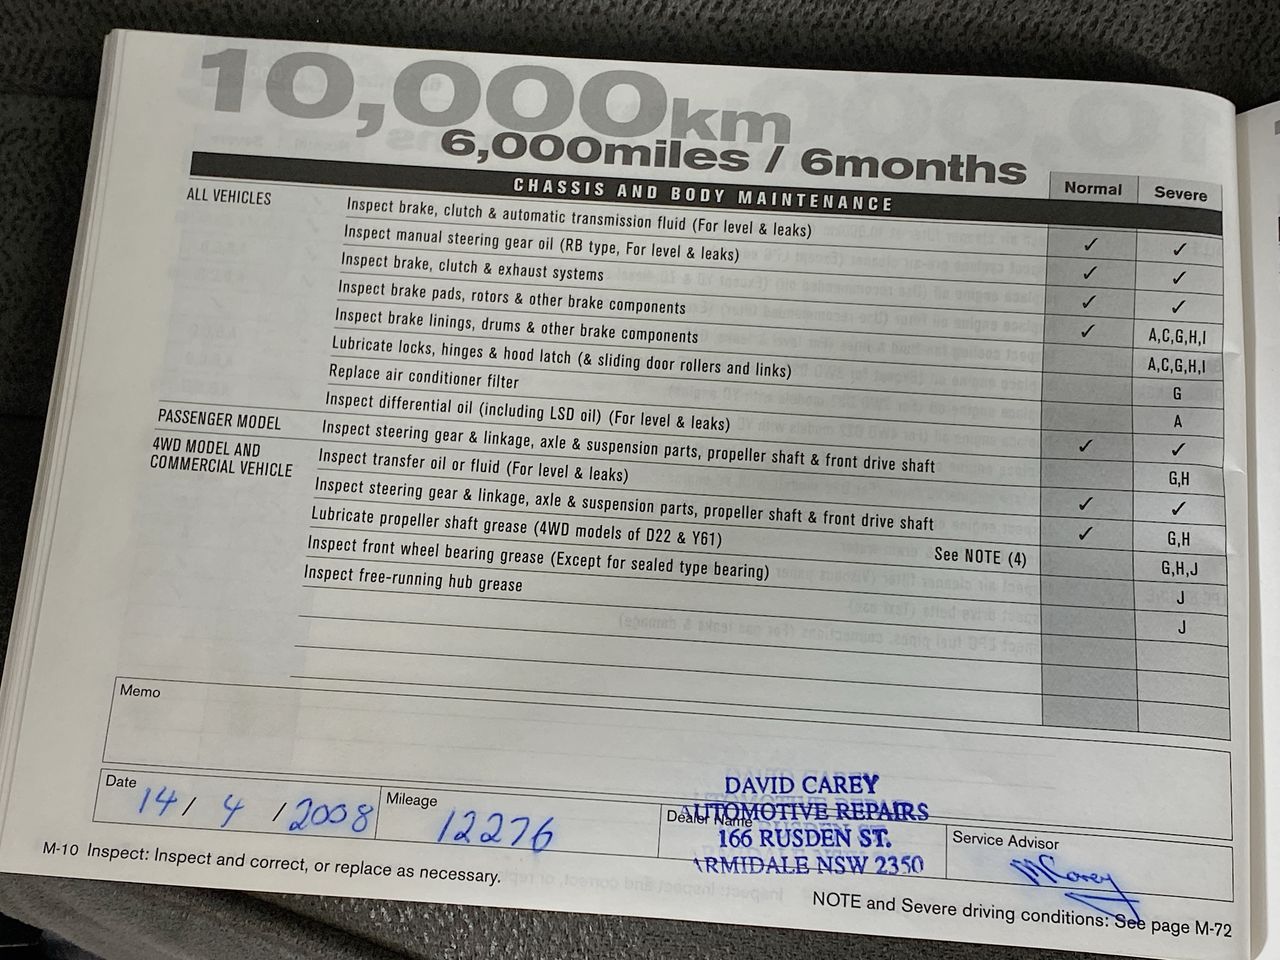 10,000km
6,000miles / 6months
CHASSIS AND BODY MAINTENANCE Normal Severe
ALL VEHICLES Inspect brake, clutch & automatic transmission fluid (For level & leaks) ✓ ✓
Inspect manual steering gear oil (RB type, For level & leaks) ✓ ✓
Inspect brake, clutch & exhaust systems ✓ ✓
Inspect brake pads, rotors & other brake components ✓ A,C,G,H,I
Inspect brake linings, drums & other brake components A,C,G,H,I
Lubricate locks, hinges & hood latch (& sliding door rollers and links) G
Replace air conditioner filter A
Inspect differential oil (including LSD oil) (For level & leaks) ✓ ✓
PASSENGER MODEL Inspect steering gear & linkage, axle & suspension parts, propeller shaft & front drive shaft G,H
4WD MODEL AND Inspect transfer oil or fluid (For level & leaks) ✓ ✓
COMMERCIAL VEHICLE Inspect steering gear & linkage, axle & suspension parts, propeller shaft & front drive shaft ✓ G,H
Lubricate propeller shaft grease (4WD models of D22 & Y61) See NOTE (4) G,H,J
Inspect front wheel bearing grease (Except for sealed type bearing) J
Inspect free-running hub grease J
Memo
Date 14/ 4 /2008 Mileage 12276 Dealer Name Service Advisor
DAVID CAREY
AUTOMOTIVE REPAIRS
166 RUSDEN ST.
ARMIDALE NSW 2350
M-10 Inspect: Inspect and correct, or replace as necessary.
NOTE and Severe driving conditions: See page M-72